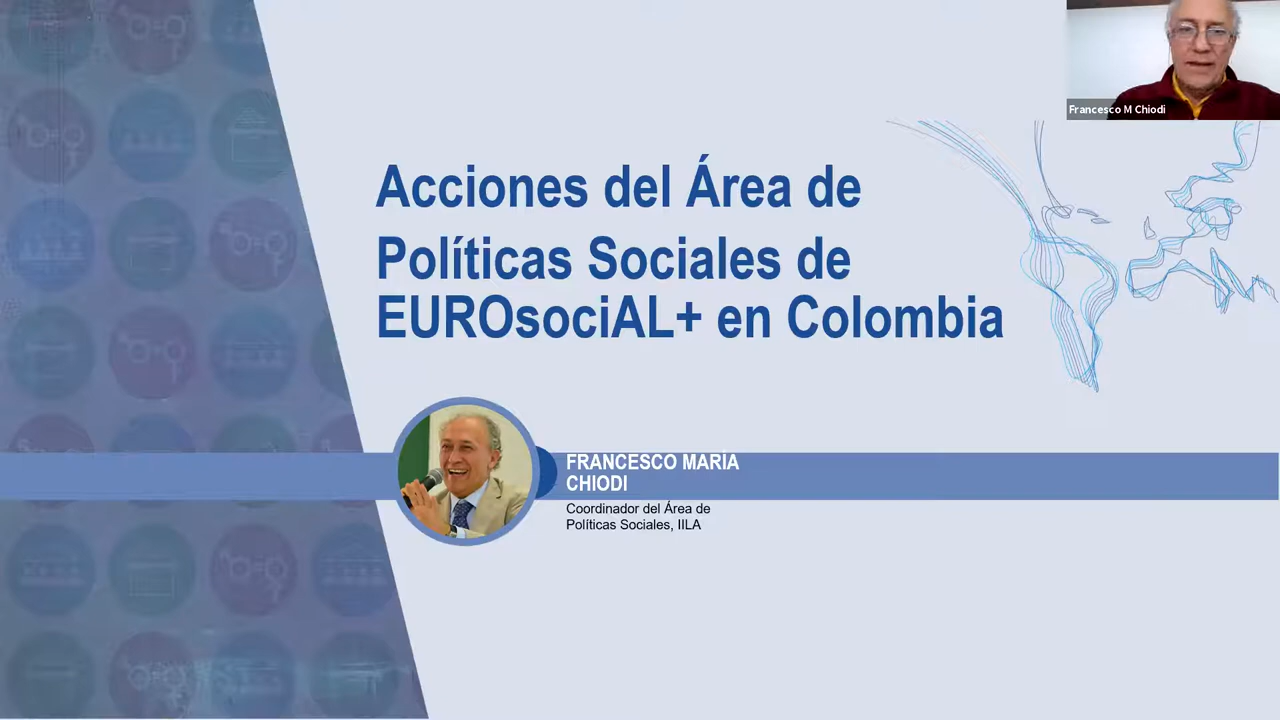 Francesco M Chiodi
Acciones del Área de
Políticas Sociales de
EUROsociAL+ en Colombia
FRANCESCO MARIA
CHIODI
Coordinador del Área de
Políticas Sociales, IILA